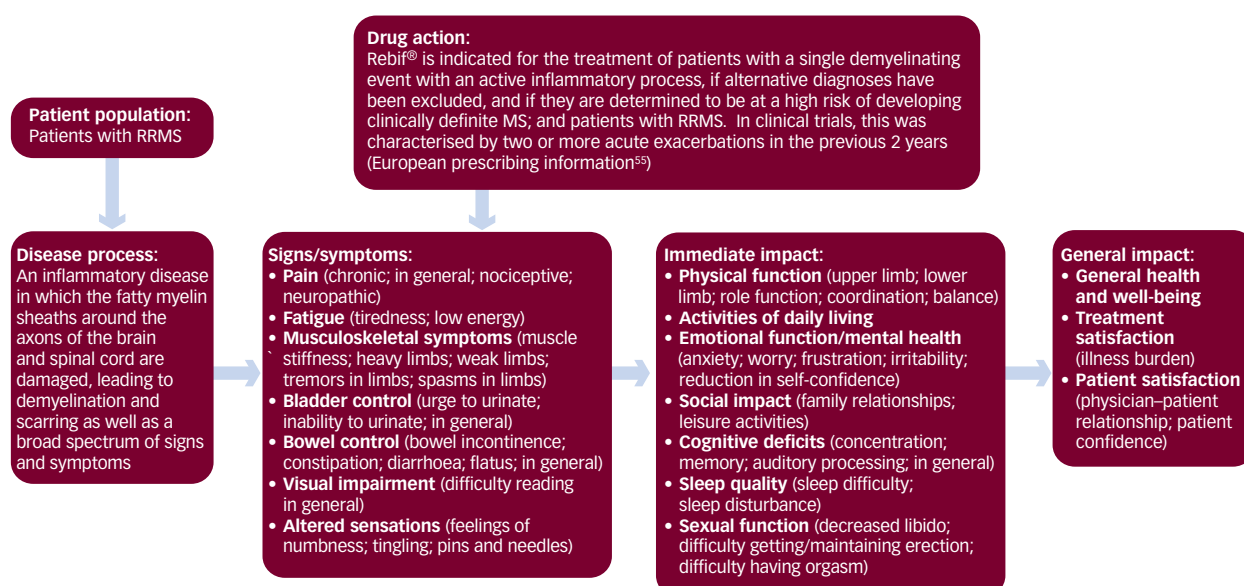 Drug action:
Rebif® is indicated for the treatment of patients with a single demyelinating
event with an active inflammatory process, if alternative diagnoses have
been excluded, and if they are determined to be at a high risk of developing
clinically definite MS; and patients with RRMS. In clinical trials, this was
characterised by two or more acute exacerbations in the previous 2 years
(European prescribing information⁵⁵)
Patient population:
Patients with RRMS
Disease process:
An inflammatory disease
in which the fatty myelin
sheaths around the
axons of the brain
and spinal cord are
damaged, leading to
demyelination and
scarring as well as a
broad spectrum of signs
and symptoms
Signs/symptoms:
• Pain (chronic; in general; nociceptive;
neuropathic)
• Fatigue (tiredness; low energy)
• Musculoskeletal symptoms (muscle
` stiffness; heavy limbs; weak limbs;
tremors in limbs; spasms in limbs)
• Bladder control (urge to urinate;
inability to urinate; in general)
• Bowel control (bowel incontinence;
constipation; diarrhoea; flatus; in general)
• Visual impairment (difficulty reading
in general)
• Altered sensations (feelings of
numbness; tingling; pins and needles)
Immediate impact:
• Physical function (upper limb; lower
limb; role function; coordination; balance)
• Activities of daily living
• Emotional function/mental health
(anxiety; worry; frustration; irritability;
reduction in self-confidence)
• Social impact (family relationships;
leisure activities)
• Cognitive deficits (concentration;
memory; auditory processing; in general)
• Sleep quality (sleep difficulty;
sleep disturbance)
• Sexual function (decreased libido;
difficulty getting/maintaining erection;
difficulty having orgasm)
General impact:
• General health
and well-being
• Treatment
satisfaction
(illness burden)
• Patient satisfaction
(physician–patient
relationship; patient
confidence)